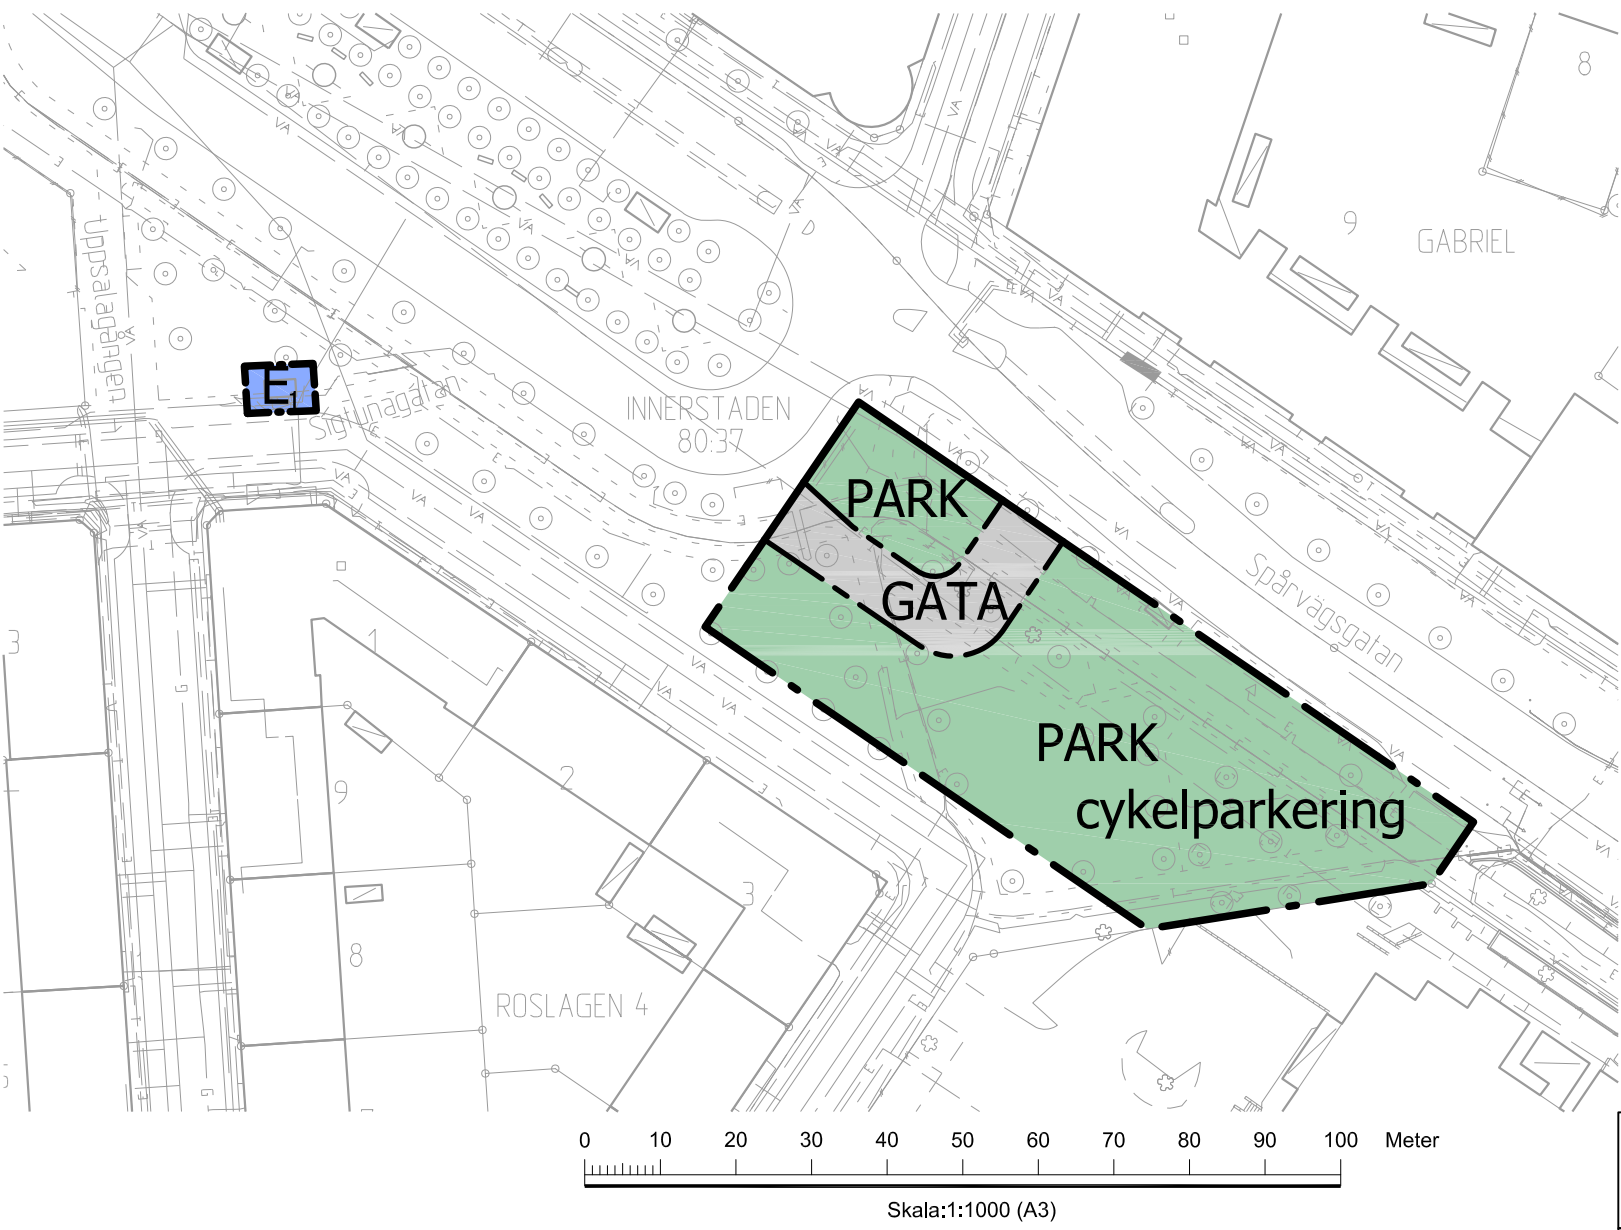 8
9
GABRIEL
Uppsalagången
E1
Sigtunagatan
INNERSTADEN
80:37
PARK
GATA
Spårvägsgatan
3
1
PARK
2
9
cykelparkering
3
8
ROSLAGEN 4
0 10 20 30 40 50 60 70 80 90 100 Meter
Skala:1:1000 (A3)